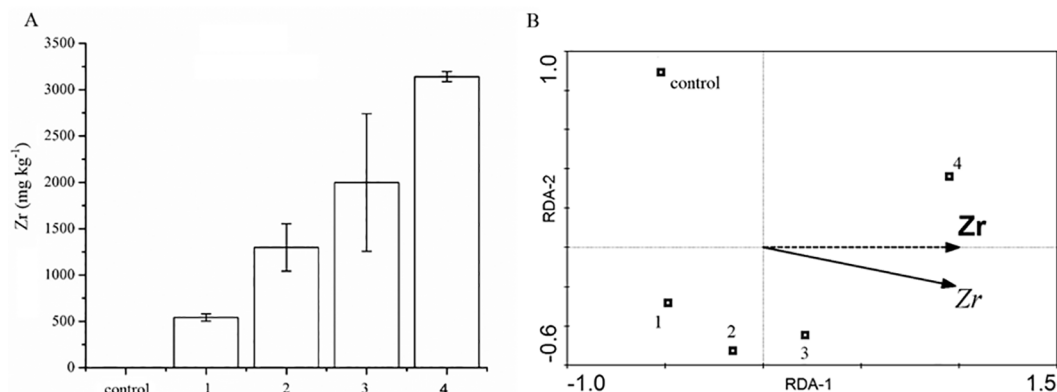 A
Zr (mg kg-1)
3500
3000
2500
2000
1500
1000
500
0
control 1 2 3 4
B
1.0
RDA-2
-0.6
control
4
Zr
Zr
1
2
3
-1.0 RDA-1 1.5